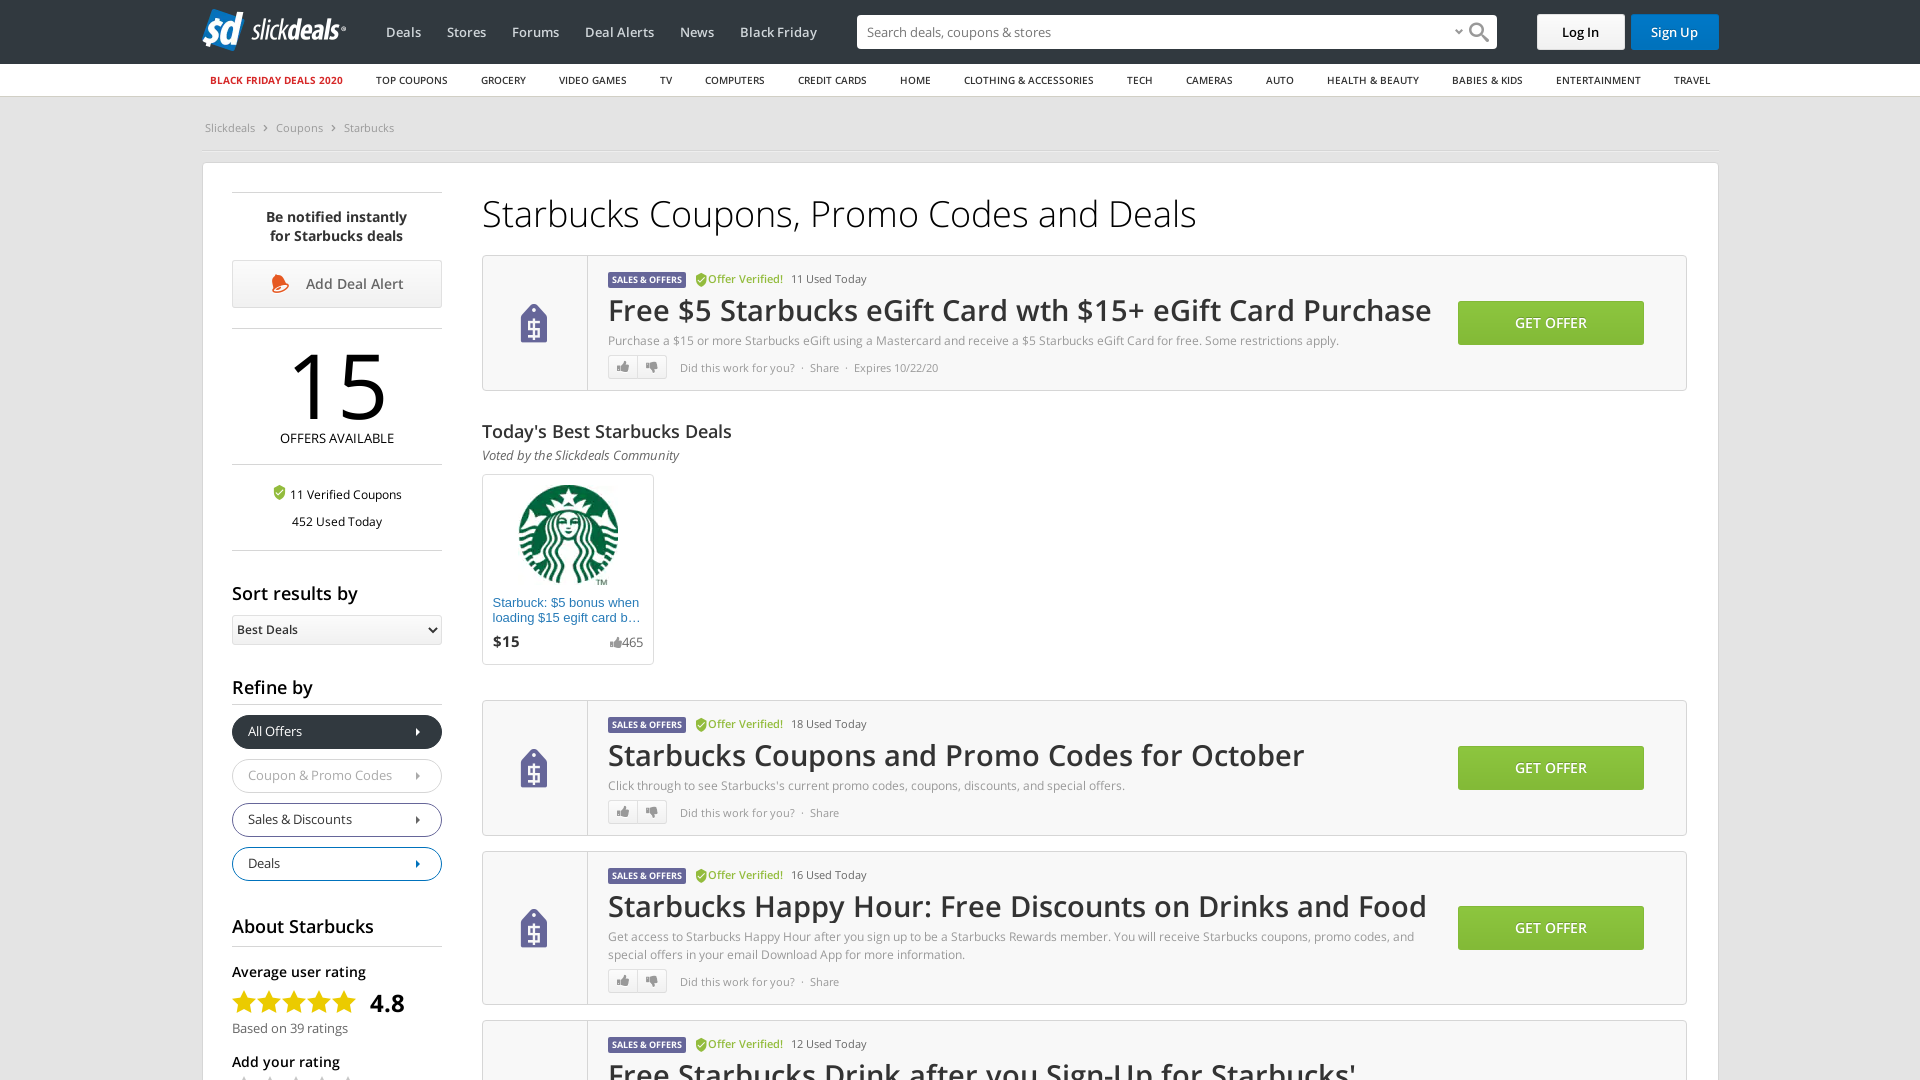 slickdeals
Deals
Stores
Forums
Deal Alerts
News
Black Friday
Search deals, coupons & stores
Log In
Sign Up
BLACK FRIDAY DEALS 2020
TOP COUPONS
GROCERY
VIDEO GAMES
TV
COMPUTERS
CREDIT CARDS
HOME
CLOTHING & ACCESSORIES
TECH
CAMERAS
AUTO
HEALTH & BEAUTY
BABIES & KIDS
ENTERTAINMENT
TRAVEL
Slickdeals > Coupons > Starbucks
Be notified instantly
for Starbucks deals
Add Deal Alert
15
OFFERS AVAILABLE
11 Verified Coupons
452 Used Today
Sort results by
Best Deals
Refine by
All Offers
Coupon & Promo Codes
Sales & Discounts
Deals
About Starbucks
Average user rating
4.8
Based on 39 ratings
Add your rating
Starbucks Coupons, Promo Codes and Deals
SALES & OFFERS Offer Verified! 11 Used Today
Free $5 Starbucks eGift Card wth $15+ eGift Card Purchase
Purchase a $15 or more Starbucks eGift using a Mastercard and receive a $5 Starbucks eGift Card for free. Some restrictions apply.
Did this work for you? · Share · Expires 10/22/20
GET OFFER
Today's Best Starbucks Deals
Voted by the Slickdeals Community
TM
Starbuck: $5 bonus when
loading $15 egift card b…
$15
465
SALES & OFFERS Offer Verified! 18 Used Today
Starbucks Coupons and Promo Codes for October
Click through to see Starbucks's current promo codes, coupons, discounts, and special offers.
Did this work for you? · Share
GET OFFER
SALES & OFFERS Offer Verified! 16 Used Today
Starbucks Happy Hour: Free Discounts on Drinks and Food
Get access to Starbucks Happy Hour after you sign up to be a Starbucks Rewards member. You will receive Starbucks coupons, promo codes, and
special offers in your email Download App for more information.
Did this work for you? · Share
GET OFFER
SALES & OFFERS Offer Verified! 12 Used Today
Free Starbucks Drink after you Sign-Up for Starbucks'